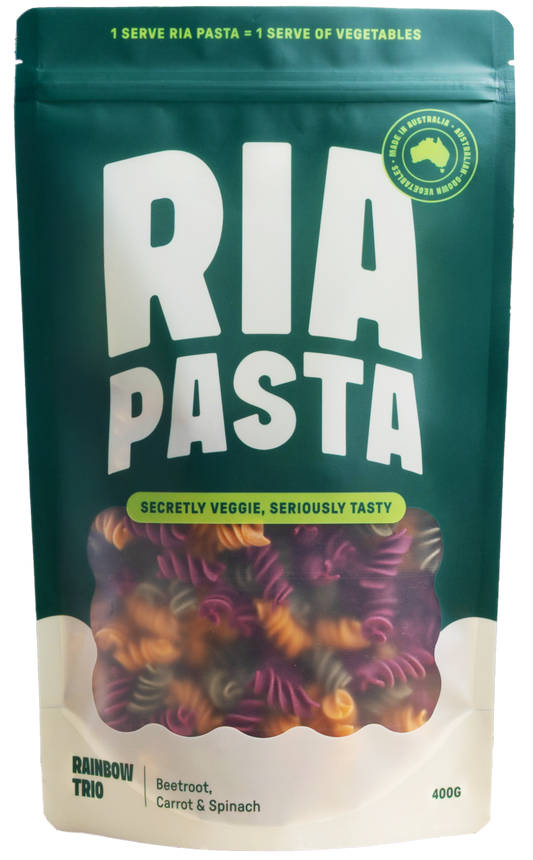 1 SERVE RIA PASTA = 1 SERVE OF VEGETABLES
MADE IN AUSTRALIA • AUSTRALIAN-GROWN VEGETABLES •
RIA
PASTA
SECRETLY VEGGIE, SERIOUSLY TASTY
RAINBOW
TRIO
Beetroot,
Carrot & Spinach
400G